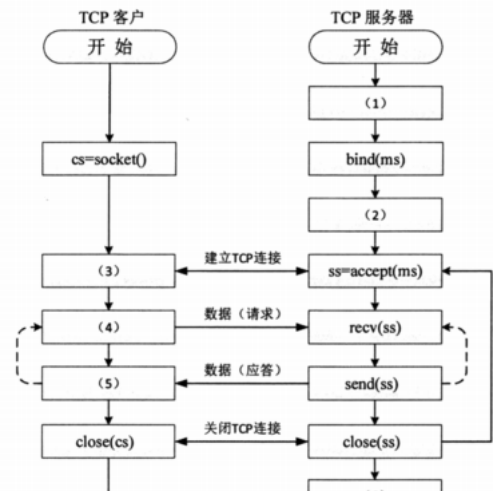 TCP 客户
TCP 服务器
开 始
开 始
（1）
cs=socket()
bind(ms)
（2）
建立TCP连接
（3）
ss=accept(ms)
数据（请求）
（4）
recv(ss)
数据（应答）
（5）
send(ss)
关闭TCP连接
close(cs)
close(ss)